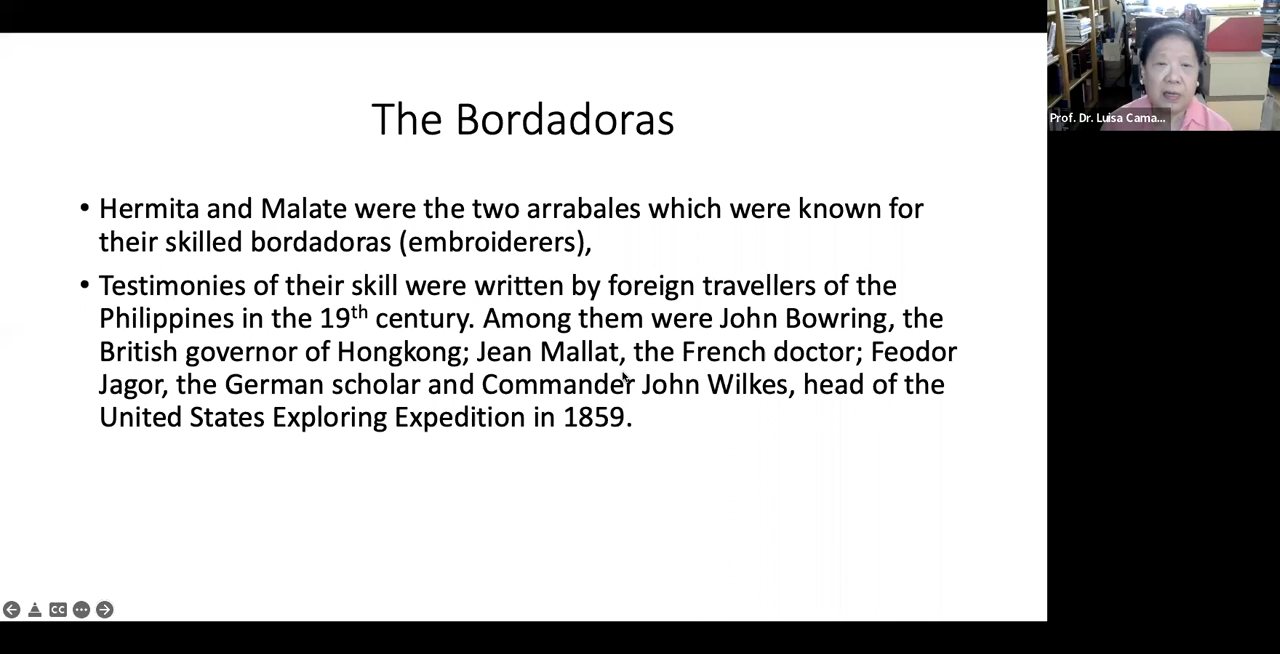 The Bordadoras
• Hermita and Malate were the two arrabales which were known for
their skilled bordadoras (embroiderers),
• Testimonies of their skill were written by foreign travellers of the
Philippines in the 19th century. Among them were John Bowring, the
British governor of Hongkong; Jean Mallat, the French doctor; Feodor
Jagor, the German scholar and Commander John Wilkes, head of the
United States Exploring Expedition in 1859.
Prof. Dr. Luisa Cama...
CC